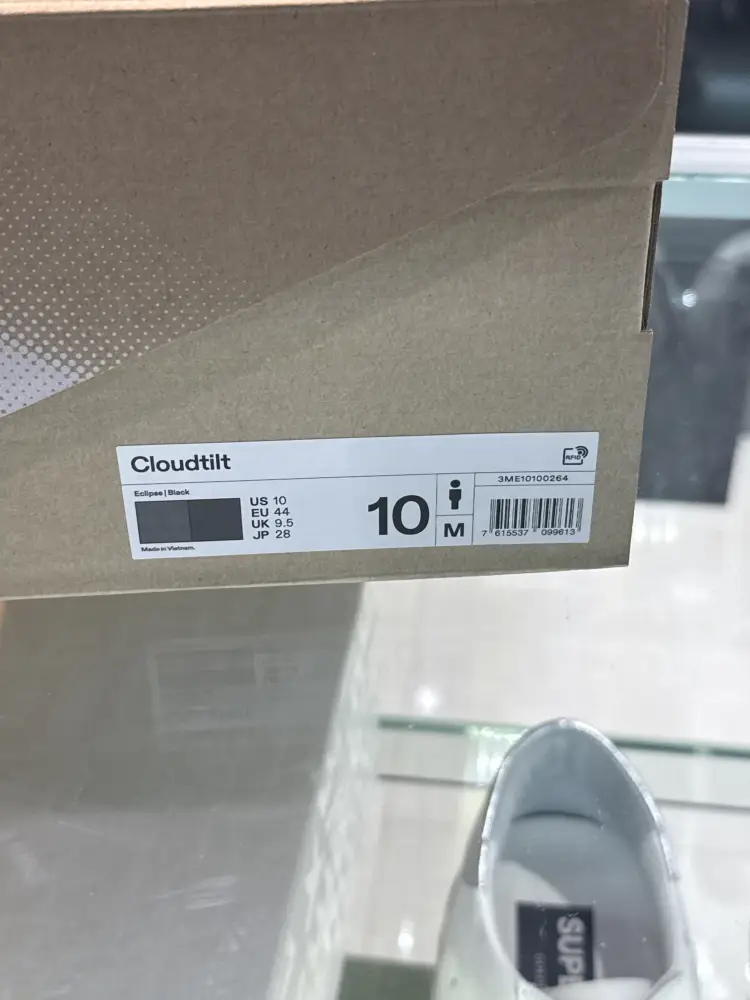 Cloudtilt
RFID
Eclipse | Black
US 10
EU 44
UK 9.5
JP 28
Made in Vietnam.
10
M
3ME10100264
7 615537 099613